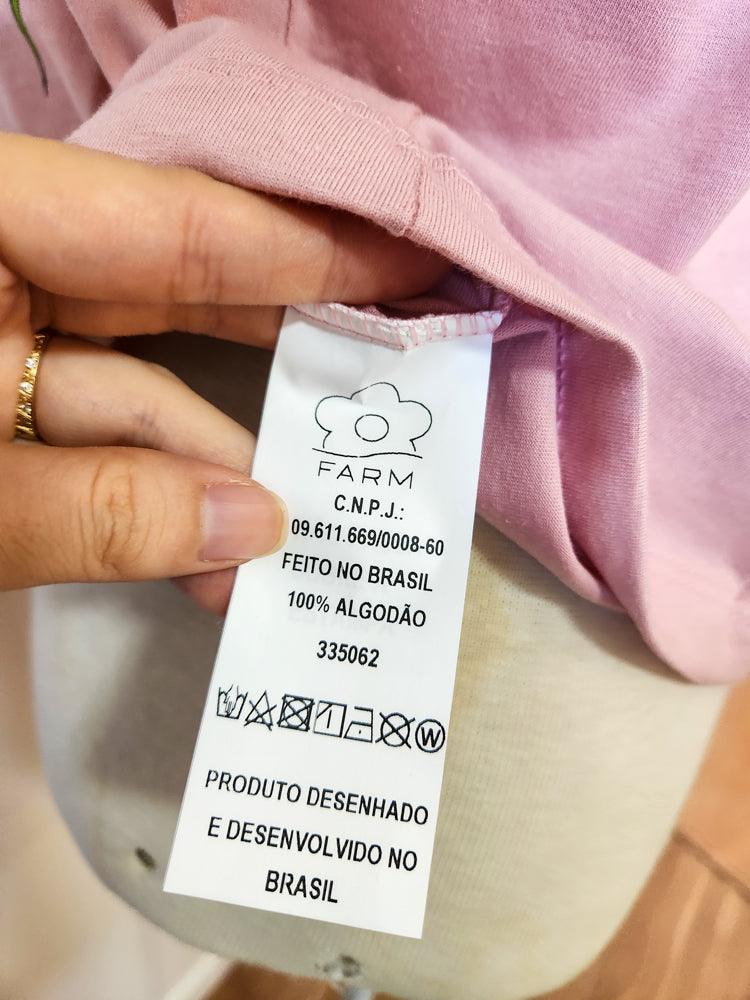 FARM
C.N.P.J.:
09.611.669/0008-60
FEITO NO BRASIL
100% ALGODÃO
335062
W
PRODUTO DESENHADO
E DESENVOLVIDO NO
BRASIL